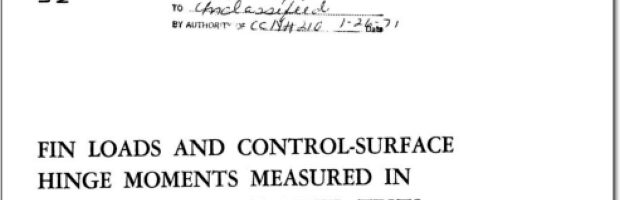 TO Unclassified
BY AUTHORITY OF CCN# 210 1-26-71 Date
FIN LOADS AND CONTROL-SURFACE
HINGE MOMENTS MEASURED IN